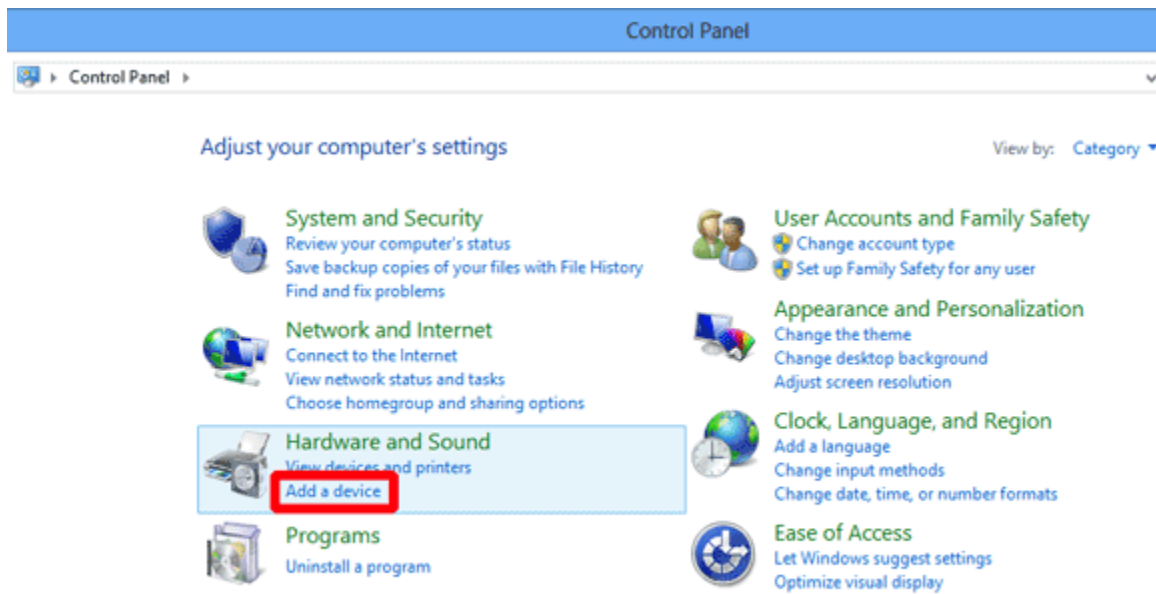 Control Panel
Control Panel
Adjust your computer's settings
View by: Category
System and Security
Review your computer's status
Save backup copies of your files with File History
Find and fix problems
Network and Internet
Connect to the Internet
View network status and tasks
Choose homegroup and sharing options
Hardware and Sound
View devices and printers
Add a device
Programs
Uninstall a program
User Accounts and Family Safety
Change account type
Set up Family Safety for any user
Appearance and Personalization
Change the theme
Change desktop background
Adjust screen resolution
Clock, Language, and Region
Add a language
Change input methods
Change date, time, or number formats
Ease of Access
Let Windows suggest settings
Optimize visual display